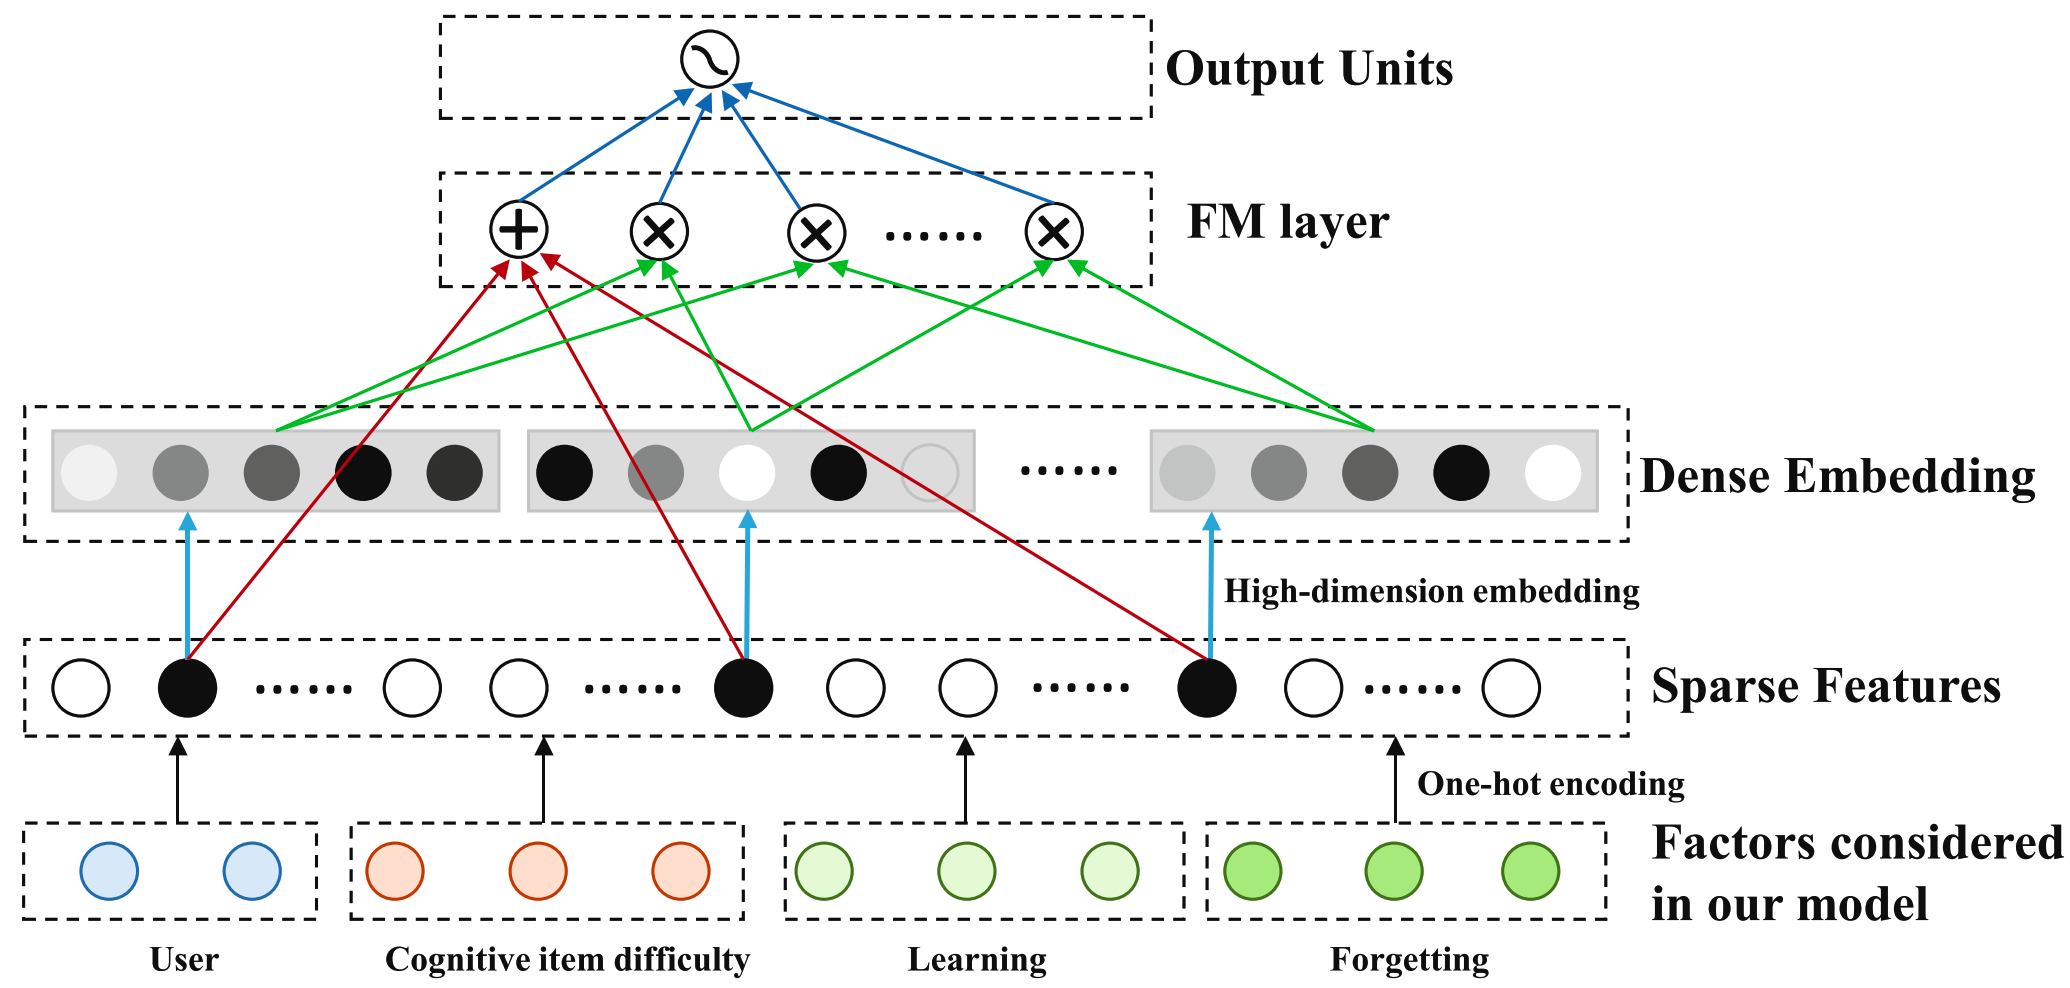 Output Units
FM layer
Dense Embedding
High-dimension embedding
Sparse Features
One-hot encoding
Factors considered
in our model
User
Cognitive item difficulty
Learning
Forgetting